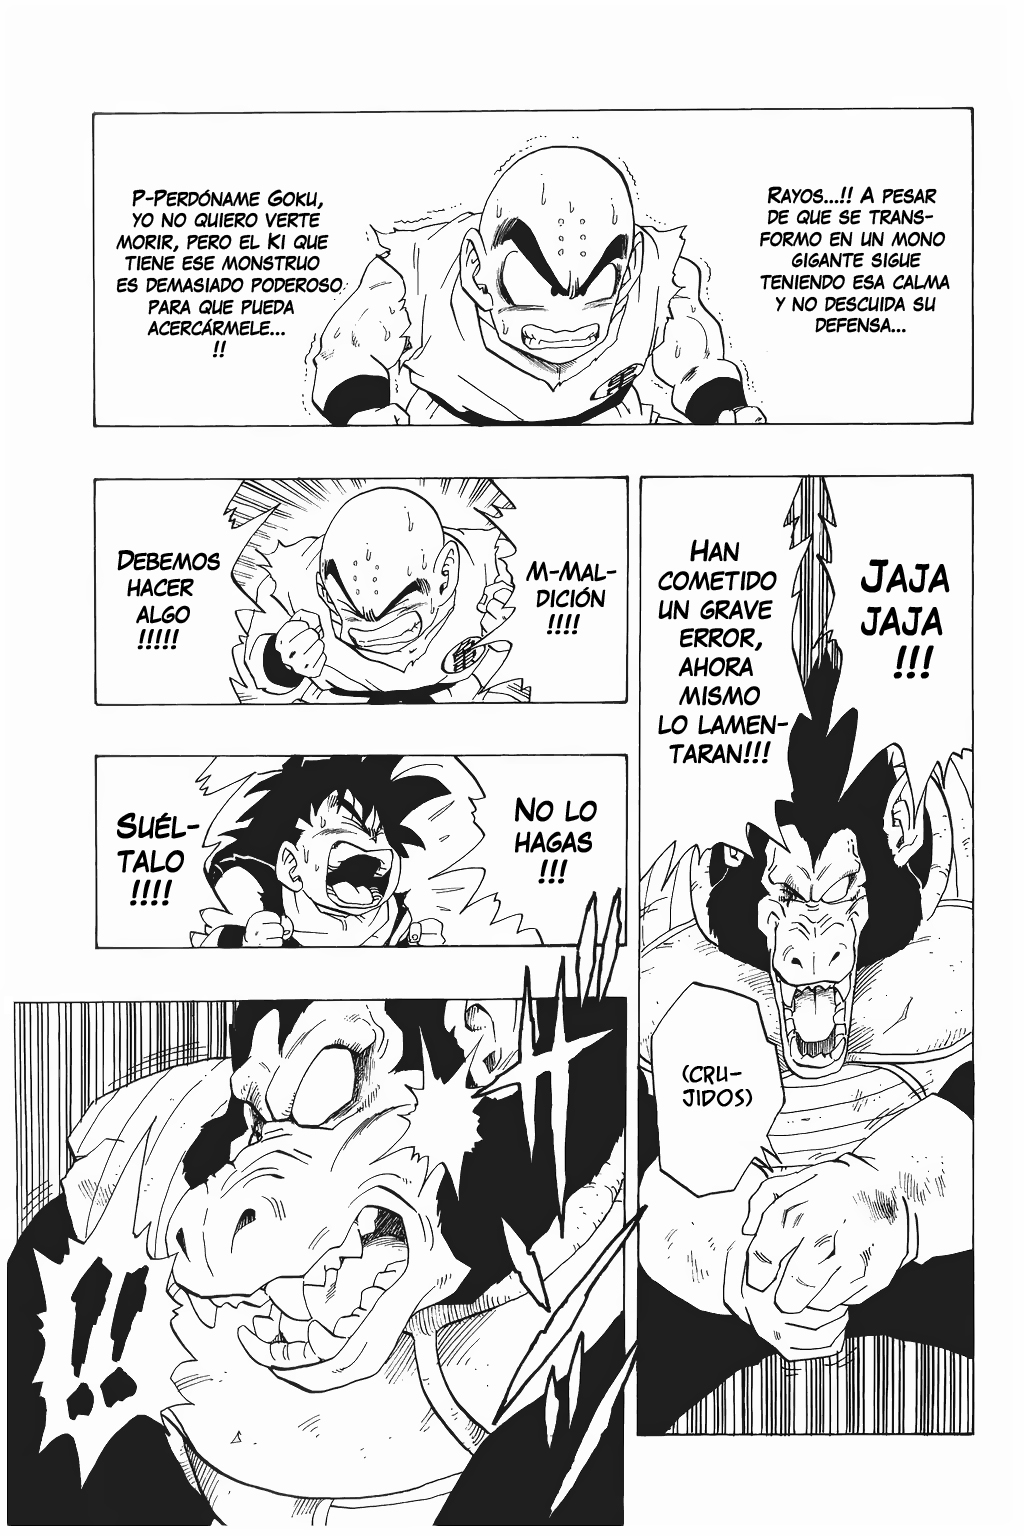 RAYOS...!! A PESAR
DE QUE SE TRANS-
FORMO EN UN MONO
GIGANTE SIGUE
TENIENDO ESA CALMA
Y NO DESCUIDA SU
DEFENSA...
P-PERDÓNAME GOKU,
YO NO QUIERO VERTE
MORIR, PERO EL KI QUE
TIENE ESE MONSTRUO
ES DEMASIADO PODEROSO
PARA QUE PUEDA
ACERCÁRMELE...
!!
JAJA
JAJA
!!!
HAN
COMETIDO
UN GRAVE
ERROR,
AHORA
MISMO
LO LAMEN-
TARAN!!!
(CRU-
JIDOS)
M-MAL-
DICIÓN
!!!!
DEBEMOS
HACER
ALGO
!!!!!
NO LO
HAGAS
!!!
SUÉL-
TALO
!!!!
!!